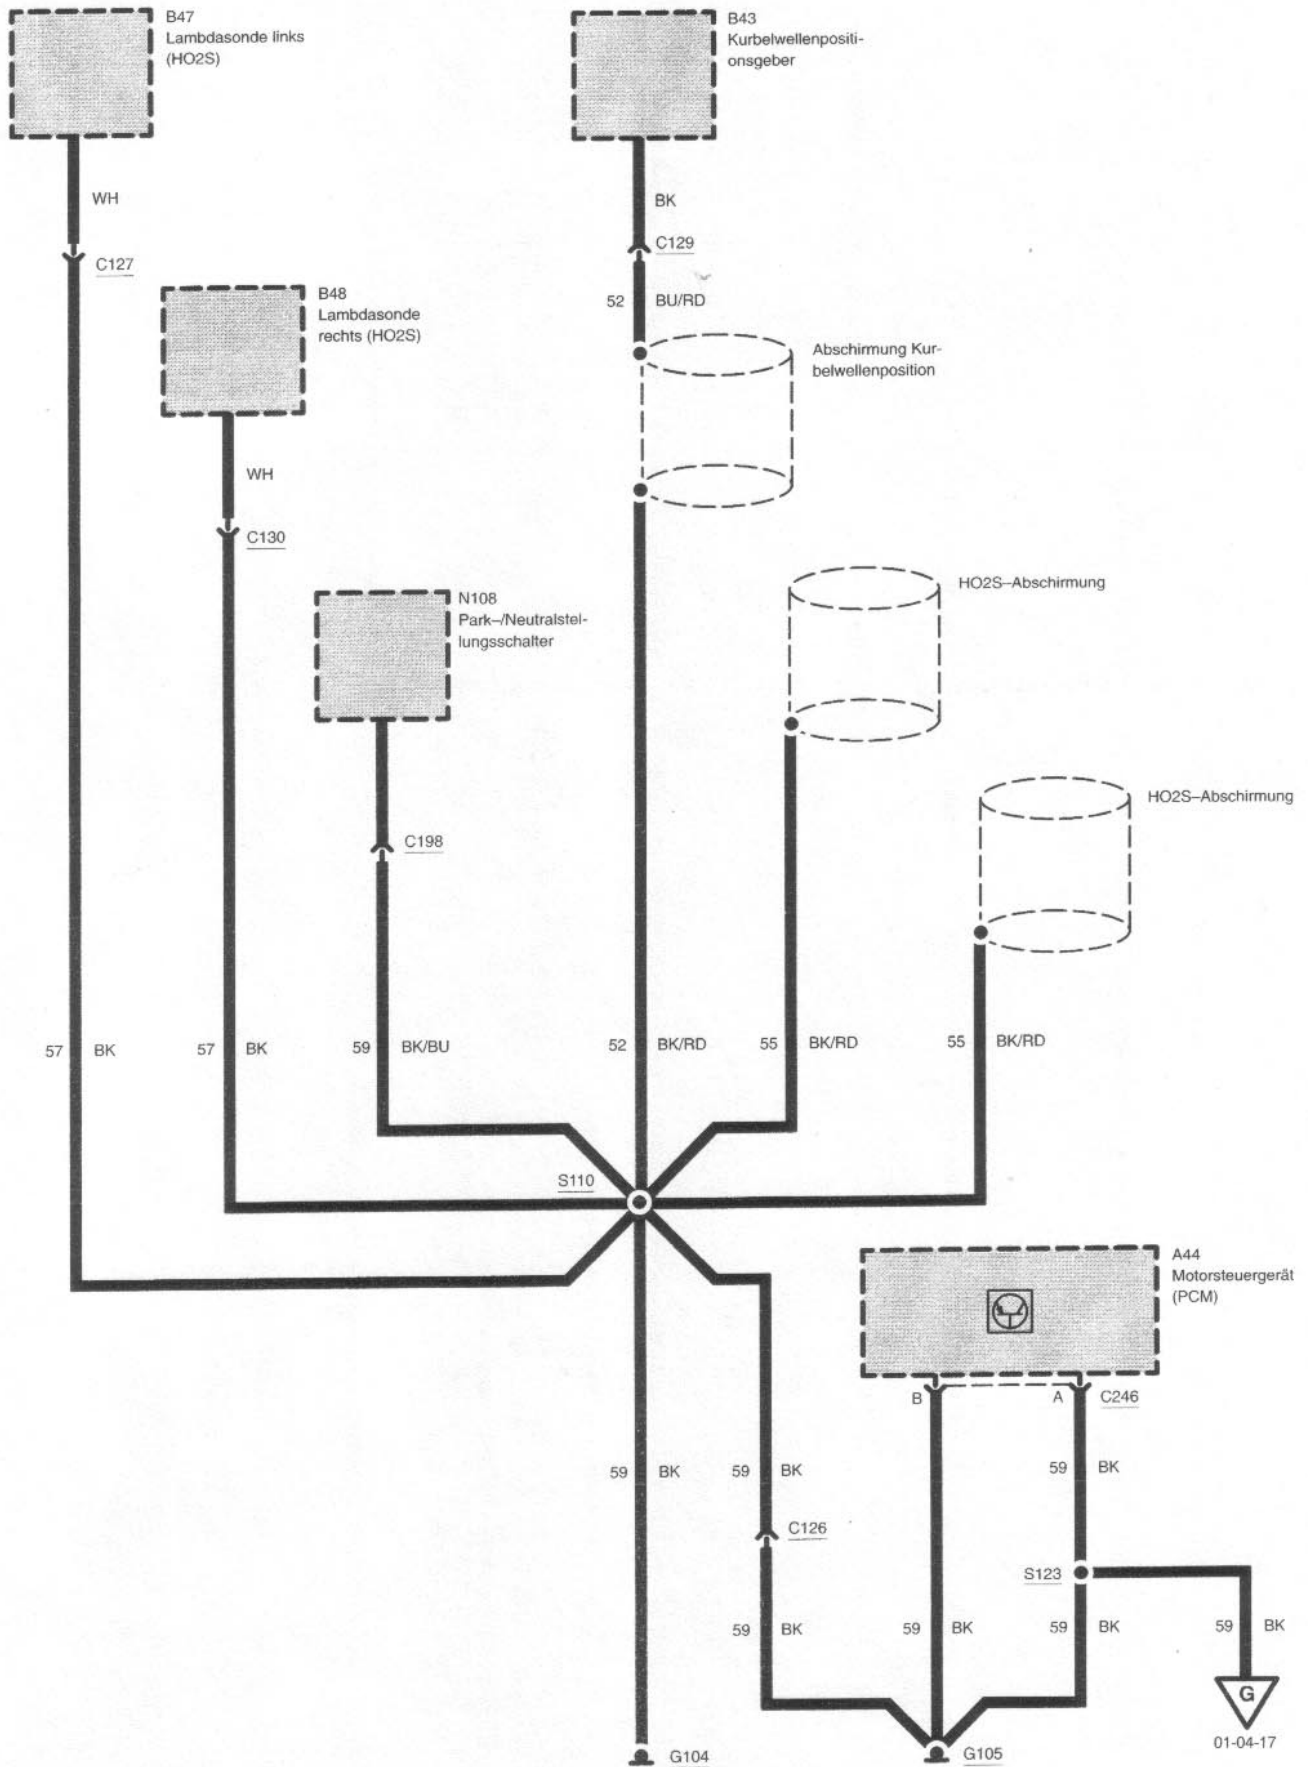 B47
Lambdasonde links
(HO2S)
B43
Kurbelwellenpositi-
onsgeber
WH
BK
C127
C129
B48
Lambdasonde
rechts (HO2S)
52
BU/RD
Abschirmung Kur-
belwellenposition
WH
C130
N108
Park–/Neutralstel-
lungsschalter
HO2S–Abschirmung
HO2S–Abschirmung
C198
57
BK
57
BK
59
BK/BU
52
BK/RD
55
BK/RD
55
BK/RD
S110
A44
Motorsteuergerät
(PCM)
B
A
C246
59
BK
59
BK
59
BK
C126
S123
59
BK
59
BK
59
BK
59
BK
G
01-04-17
G104
G105